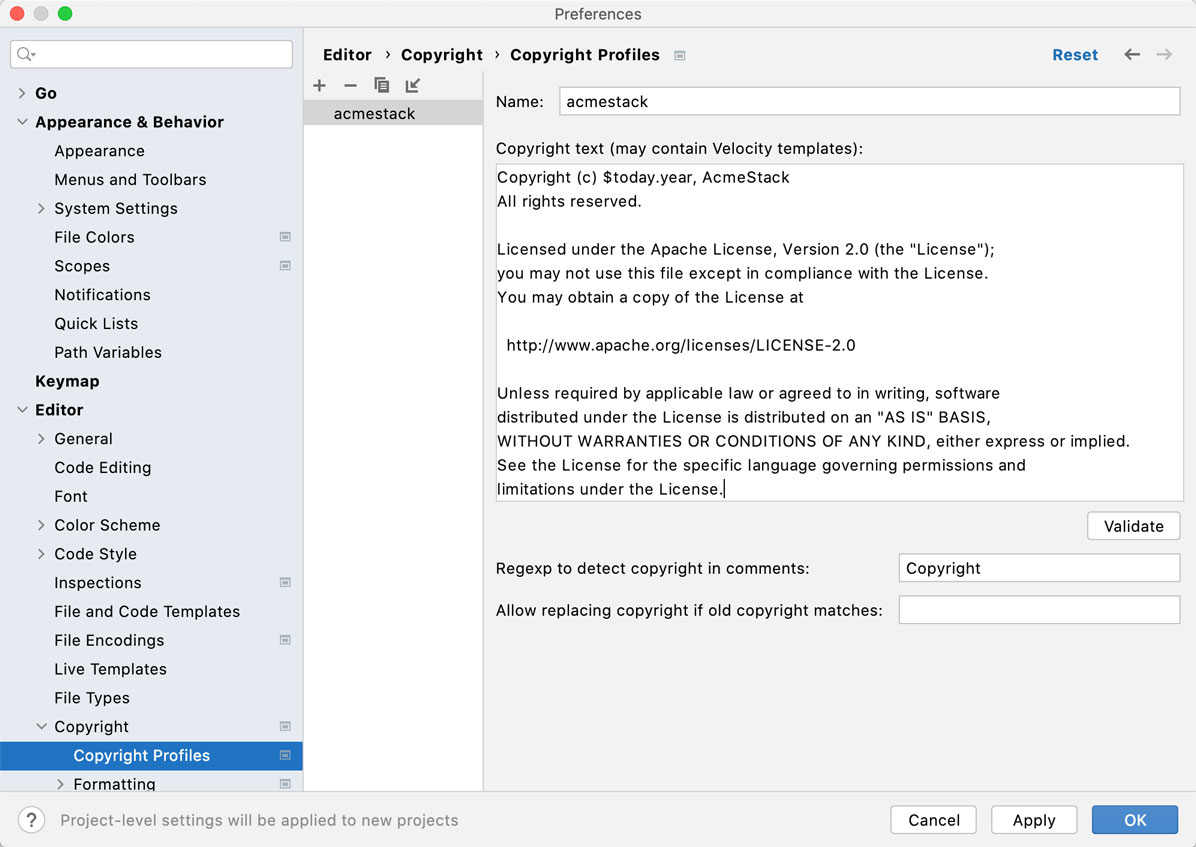 Preferences
Editor › Copyright › Copyright Profiles
Reset
Go
Appearance & Behavior
Appearance
Menus and Toolbars
System Settings
File Colors
Scopes
Notifications
Quick Lists
Path Variables
Keymap
Editor
General
Code Editing
Font
Color Scheme
Code Style
Inspections
File and Code Templates
File Encodings
Live Templates
File Types
Copyright
Copyright Profiles
Formatting
acmestack
Name: acmestack
Copyright text (may contain Velocity templates):
Copyright (c) $today.year, AcmeStack
All rights reserved.
Licensed under the Apache License, Version 2.0 (the "License");
you may not use this file except in compliance with the License.
You may obtain a copy of the License at
http://www.apache.org/licenses/LICENSE-2.0
Unless required by applicable law or agreed to in writing, software
distributed under the License is distributed on an "AS IS" BASIS,
WITHOUT WARRANTIES OR CONDITIONS OF ANY KIND, either express or implied.
See the License for the specific language governing permissions and
limitations under the License.
Validate
Regexp to detect copyright in comments: Copyright
Allow replacing copyright if old copyright matches:
? Project-level settings will be applied to new projects
Cancel
Apply
OK